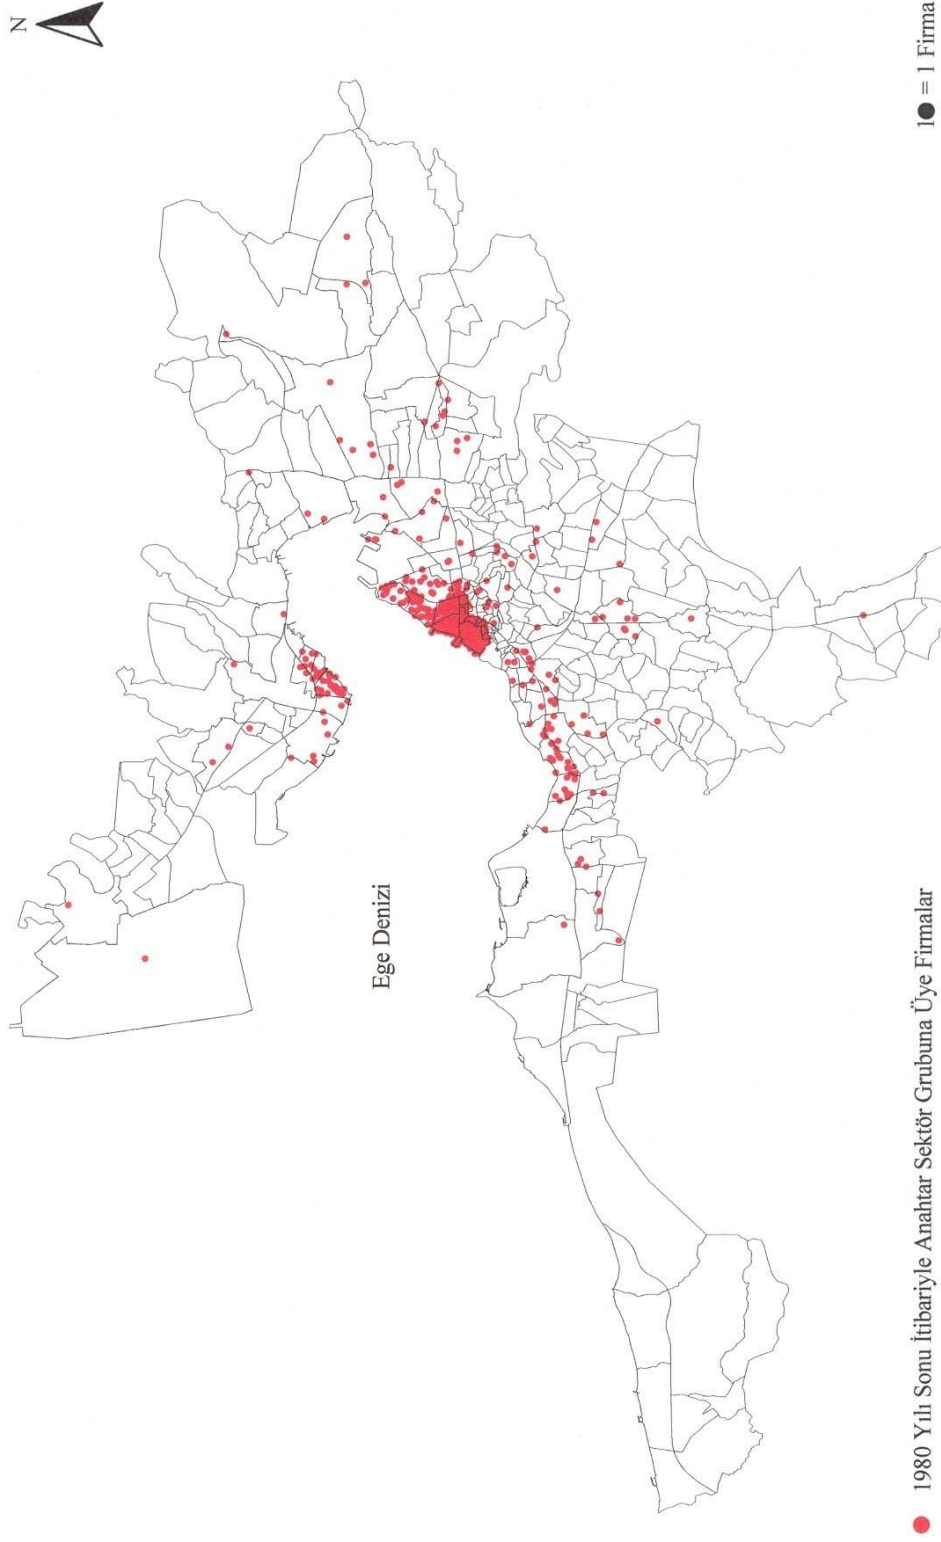 N
Ege Denizi
1980 Yılı Sonu İtibariyle Anahtar Sektör Grubuna Üye Firmalar
1● = 1 Firma